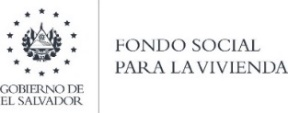 GOBIERNO DE
EL SALVADOR
FONDO SOCIAL
PARA LA VIVIENDA